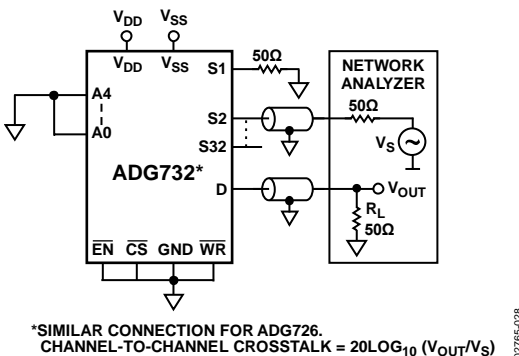 VDD VSS
VDD VSS
S1
50Ω
NETWORK
ANALYZER
50Ω
A4
A0
S2
S32
VS
ADG732*
D
VOUT
RL
50Ω
EN CS GND WR
*SIMILAR CONNECTION FOR ADG726.
CHANNEL-TO-CHANNEL CROSSTALK = 20LOG10 (VOUT/VS)